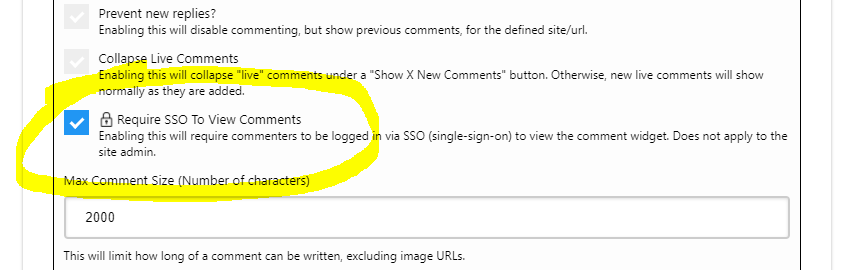 Prevent new replies?
Enabling this will disable commenting, but show previous comments, for the defined site/url.
Collapse Live Comments
Enabling this will collapse "live" comments under a "Show X New Comments" button. Otherwise, new live comments will show
normally as they are added.
Require SSO To View Comments
Enabling this will require commenters to be logged in via SSO (single-sign-on) to view the comment widget. Does not apply to the
site admin.
Max Comment Size (Number of characters)
2000
This will limit how long of a comment can be written, excluding image URLs.